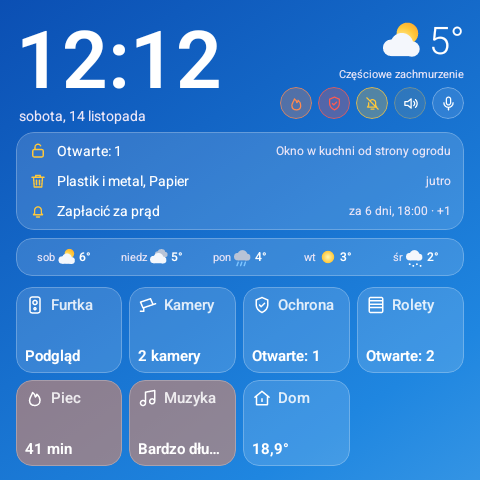 12:12
5°
Częściowe zachmurzenie
sobota, 14 listopada
Otwarte: 1 Okno w kuchni od strony ogrodu
Plastik i metal, Papier jutro
Zapłacić za prąd za 6 dni, 18:00 · +1
sob 6° niedz 5° pon 4° wt 3° śr 2°
Furtka Kamery Ochrona Rolety
Podgląd 2 kamery Otwarte: 1 Otwarte: 2
Piec Muzyka Dom
41 min Bardzo dłu... 18,9°